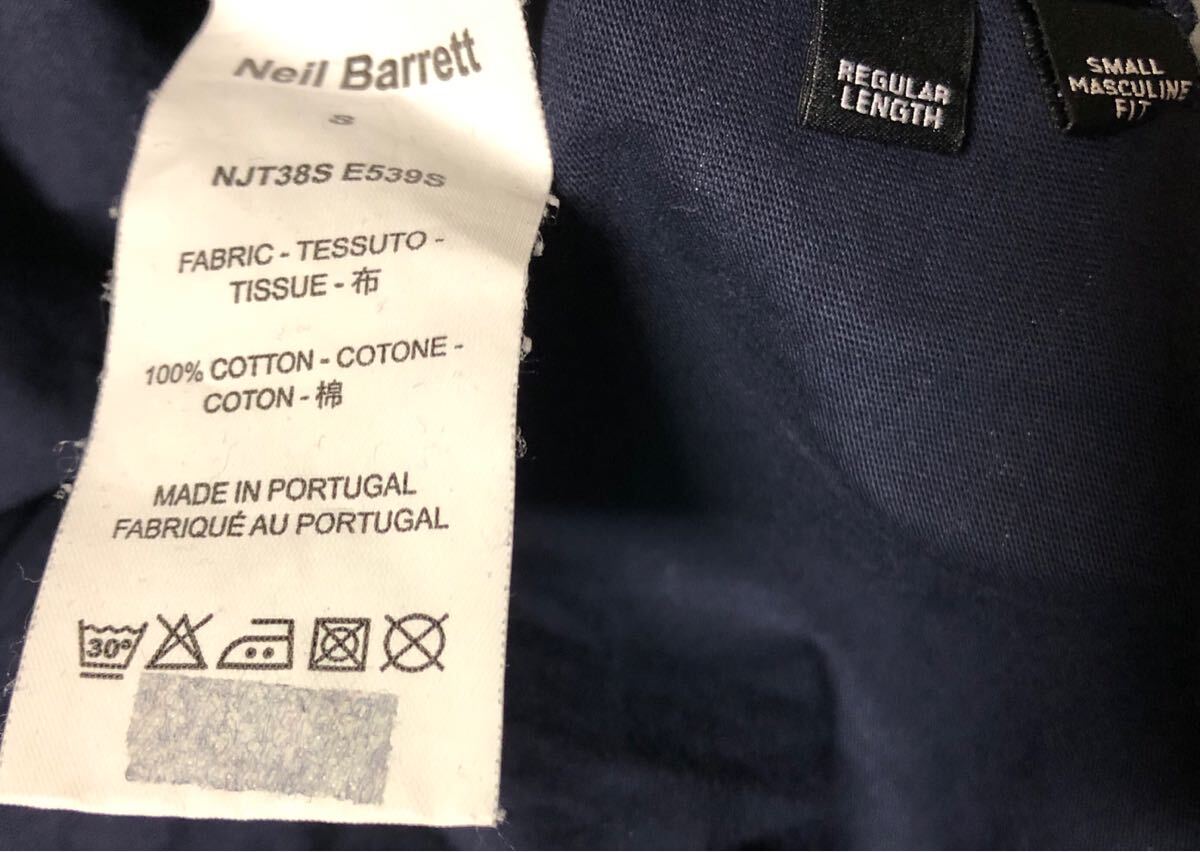 Neil Barrett
S
NJT38S E539S
FABRIC - TESSUTO -
TISSUE - 布
100% COTTON - COTONE -
COTON - 棉
MADE IN PORTUGAL
FABRIQUÉ AU PORTUGAL
30°
REGULAR
LENGTH
SMALL
MASCULINE
FIT